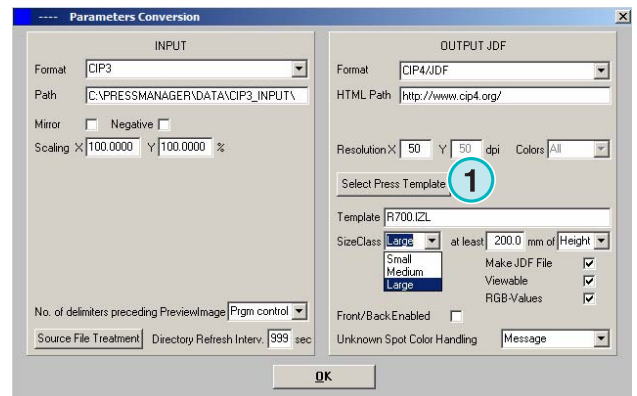 ---- Parameters Conversion
INPUT
Format CIP3
Path C:\PRESSMANAGER\DATA\CIP3_INPUT\
Mirror Negative
Scaling X 100.0000 Y 100.0000 %
No. of delimiters preceding PreviewImage Prgm control
Source File Treatment Directory Refresh Interv. 999 sec
OUTPUT JDF
Format CIP4/JDF
HTML Path http://www.cip4.org/
Resolution X 50 Y 50 dpi Colors All
Select Press Template 1
Template R700.IZL
SizeClass Large at least 200.0 mm of Height
Small
Medium
Large
Make JDF File
Viewable
RGB-Values
Front/Back Enabled
Unknown Spot Color Handling Message
OK